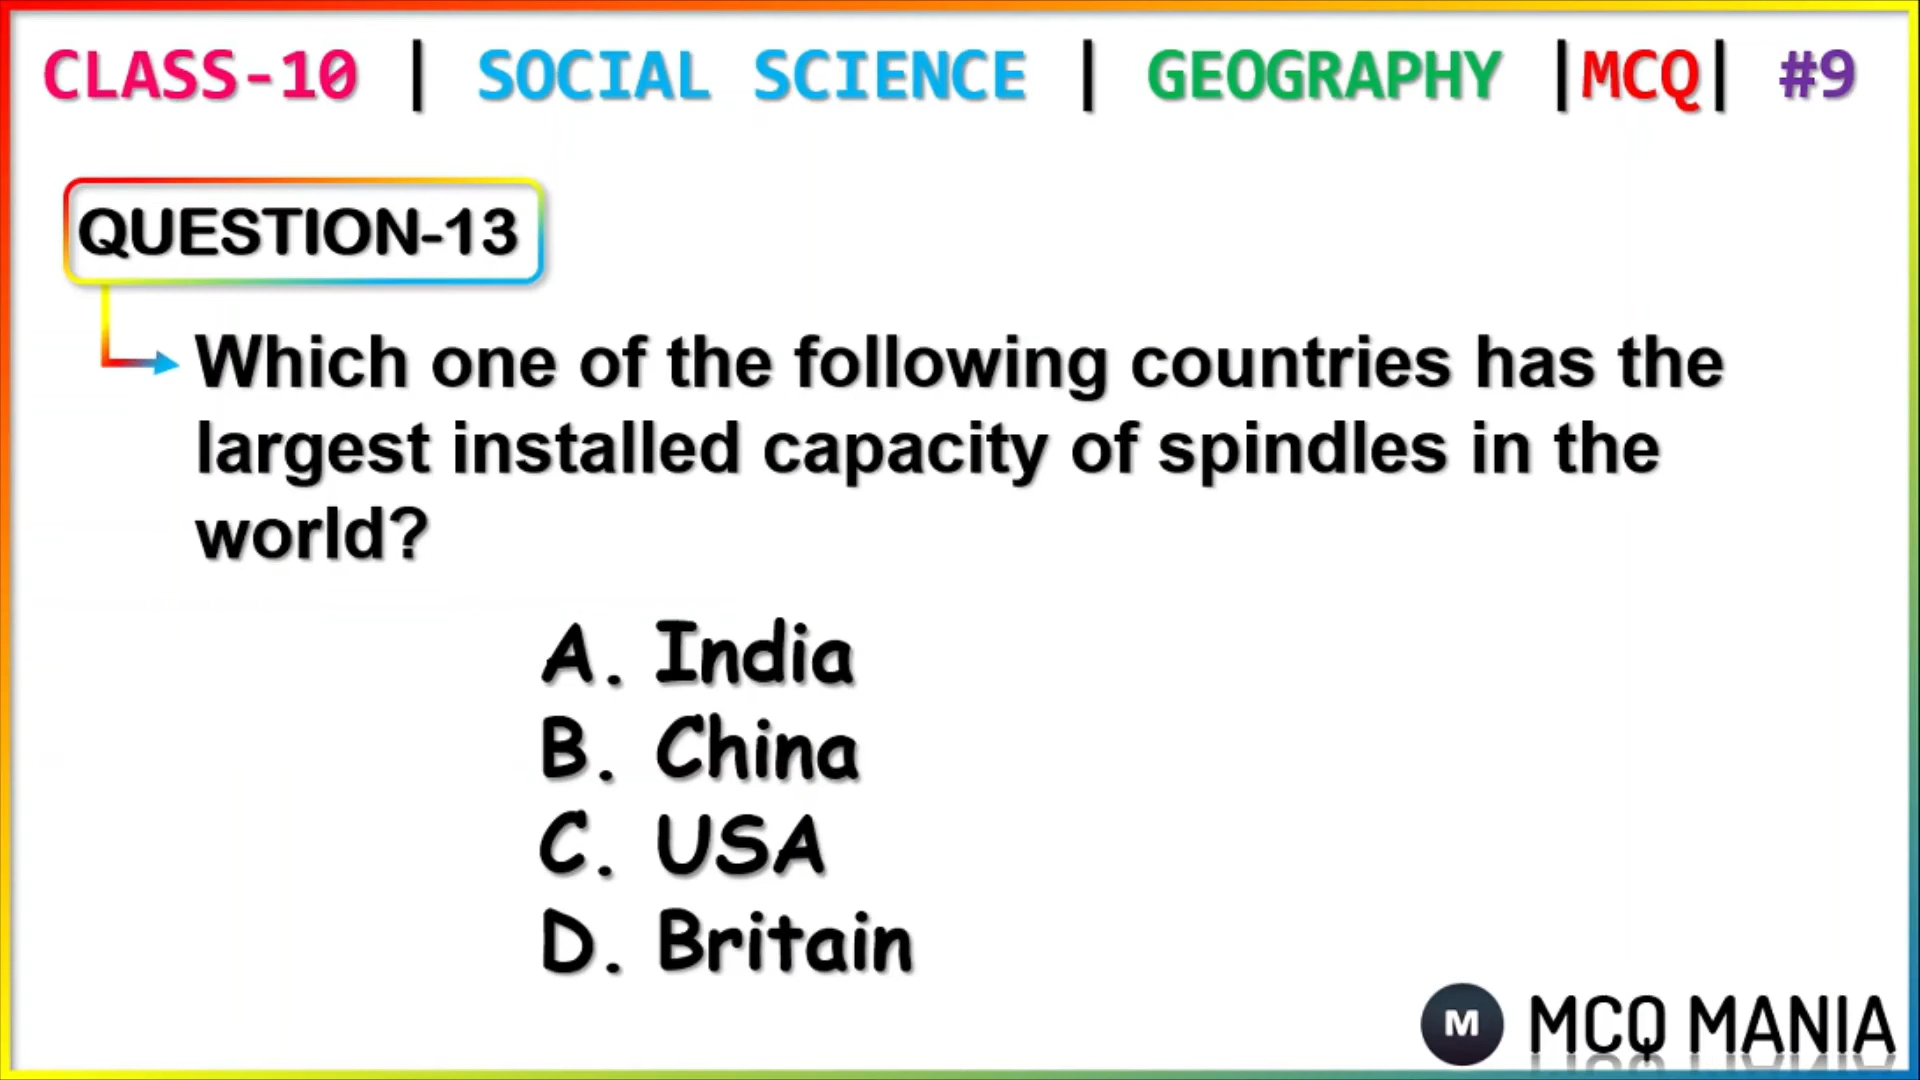 CLASS-10 | SOCIAL SCIENCE | GEOGRAPHY |MCQ| #9
QUESTION-13
Which one of the following countries has the
largest installed capacity of spindles in the
world?
A. India
B. China
C. USA
D. Britain
M MCQ MANIA